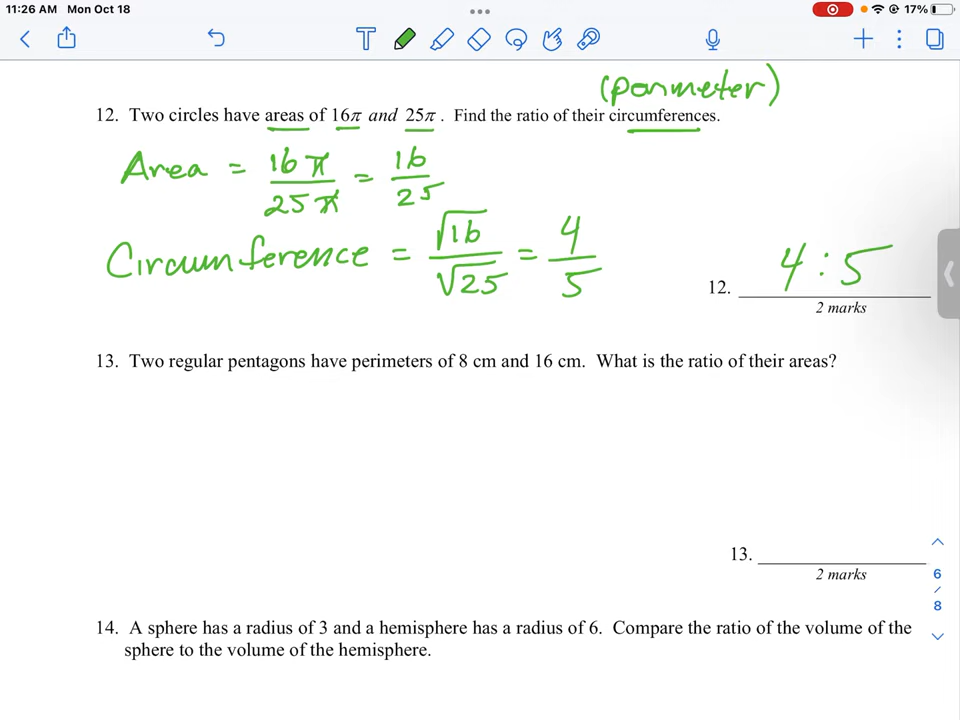 11:26 AM Mon Oct 18
17%
(perimeter)
12. Two circles have areas of 16π and 25π. Find the ratio of their circumferences.
Area = 16π/25π = 16/25
Circumference = √16/√25 = 4/5
4:5
12. ____________
2 marks
13. Two regular pentagons have perimeters of 8 cm and 16 cm. What is the ratio of their areas?
13. ____________
2 marks
6
/
8
14. A sphere has a radius of 3 and a hemisphere has a radius of 6. Compare the ratio of the volume of the
sphere to the volume of the hemisphere.